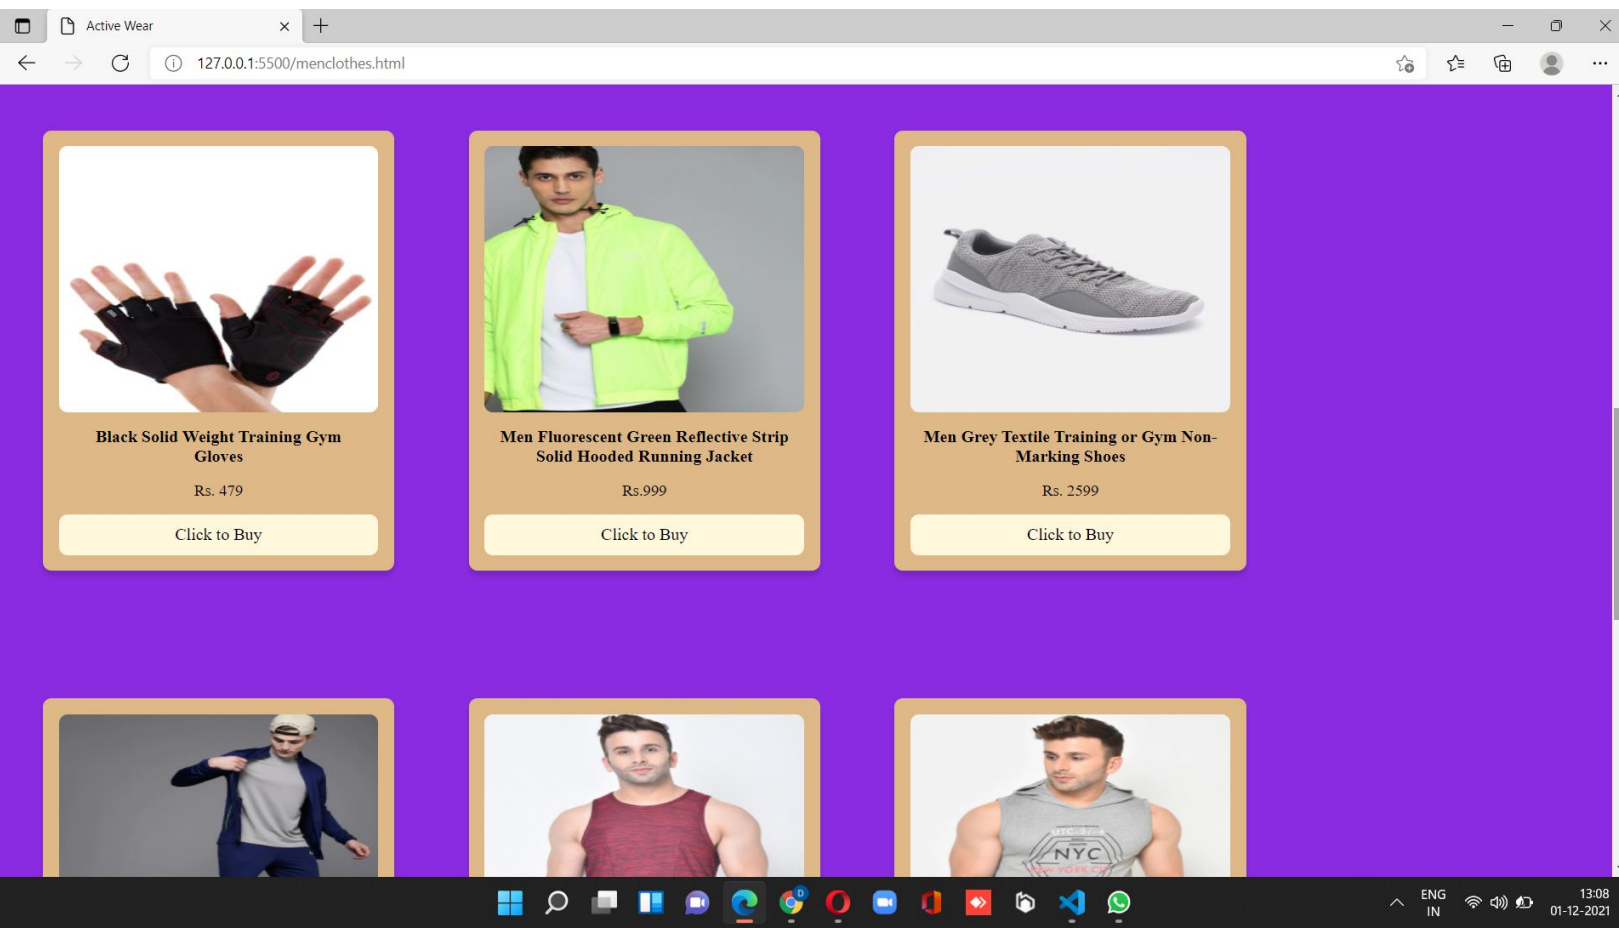 Active Wear
127.0.0.1:5500/menclothes.html
Black Solid Weight Training Gym
Gloves
Rs. 479
Click to Buy
Men Fluorescent Green Reflective Strip
Solid Hooded Running Jacket
Rs.999
Click to Buy
Men Grey Textile Training or Gym Non-
Marking Shoes
Rs. 2599
Click to Buy
NYC
D
ENG
IN
13:08
01-12-2021